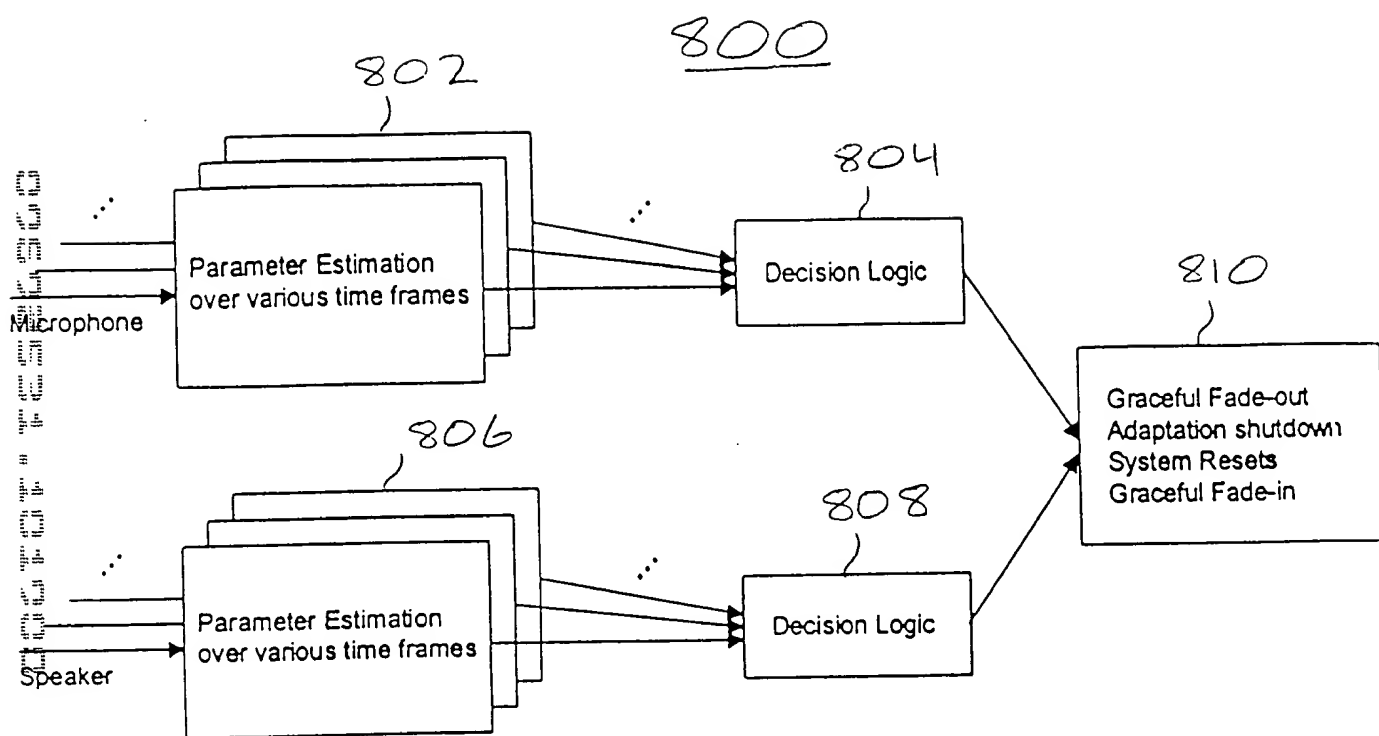 800
802
804
Parameter Estimation
over various time frames
Decision Logic
Microphone
810
Graceful Fade-out
Adaptation shutdown
System Resets
Graceful Fade-in
806
808
Parameter Estimation
over various time frames
Decision Logic
Speaker